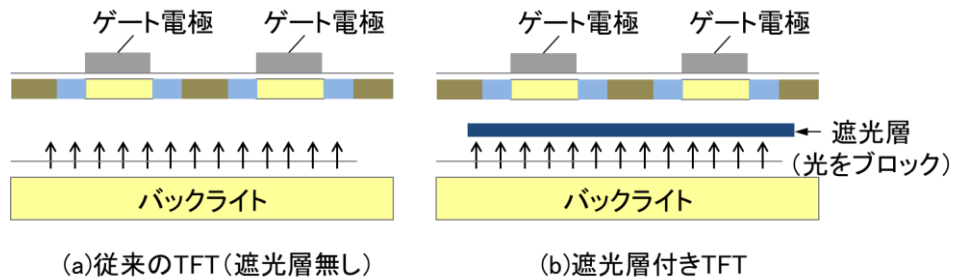 ゲート電極
ゲート電極
バックライト
(a)従来のTFT(遮光層無し)
ゲート電極
ゲート電極
遮光層
(光をブロック)
バックライト
(b)遮光層付きTFT